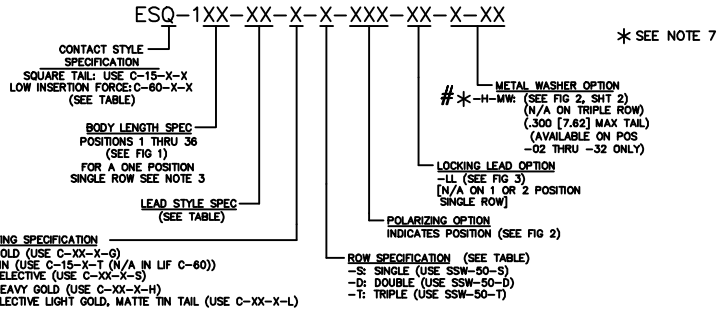 ESQ-1XX-XX-X-X-XXX-XX-X-XX
* SEE NOTE 7
CONTACT STYLE
SPECIFICATION
SQUARE TAIL: USE C-15-X-X
LOW INSERTION FORCE: C-60-X-X
(SEE TABLE)
BODY LENGTH SPEC
POSITIONS 1 THRU 36
(SEE FIG 1)
FOR A ONE POSITION
SINGLE ROW SEE NOTE 3
LEAD STYLE SPEC
(SEE TABLE)
ING SPECIFICATION
OLD (USE C-XX-X-G)
IN (USE C-15-X-T (N/A IN LIF C-60))
ELECTIVE (USE C-XX-X-S)
EAVY GOLD (USE C-XX-X-H)
LECTIVE LIGHT GOLD, MATTE TIN TAIL (USE C-XX-X-L)
METAL WASHER OPTION
# * -H-MW: (SEE FIG 2, SHT 2)
(N/A ON TRIPLE ROW)
(.300 [7.62] MAX TAIL)
(AVAILABLE ON POS
-02 THRU -32 ONLY)
LOCKING LEAD OPTION
-LL (SEE FIG 3)
[N/A ON 1 OR 2 POSITION
SINGLE ROW]
POLARIZING OPTION
INDICATES POSITION (SEE FIG 2)
ROW SPECIFICATION (SEE TABLE)
-S: SINGLE (USE SSW-50-S)
-D: DOUBLE (USE SSW-50-D)
-T: TRIPLE (USE SSW-50-T)